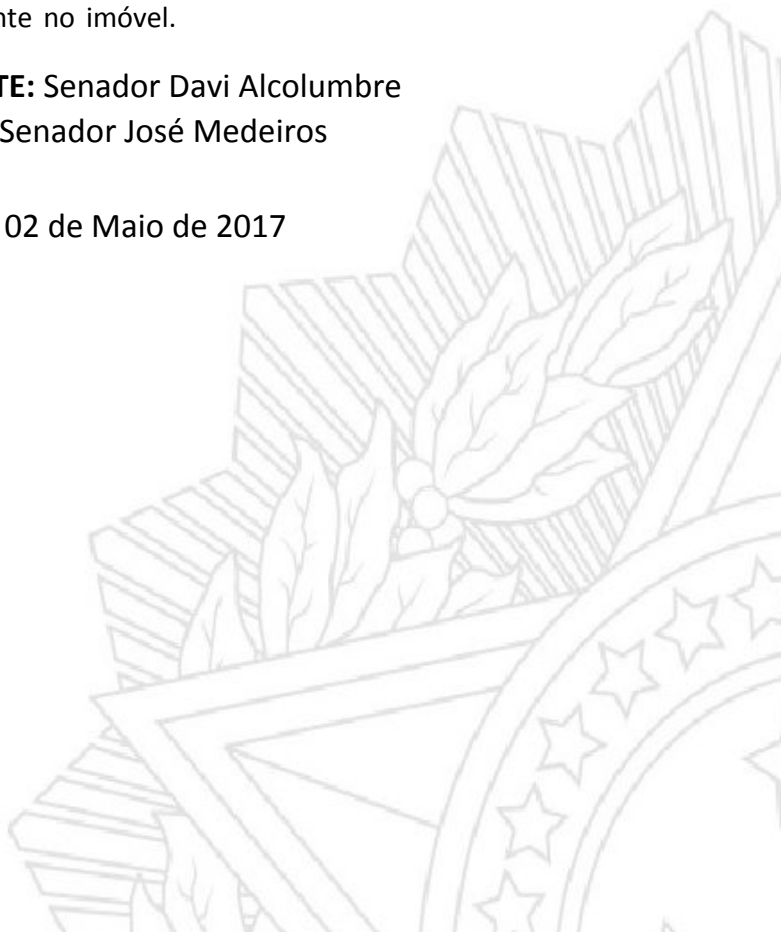 nte no imóvel.
TE: Senador Davi Alcolumbre
Senador José Medeiros
02 de Maio de 2017